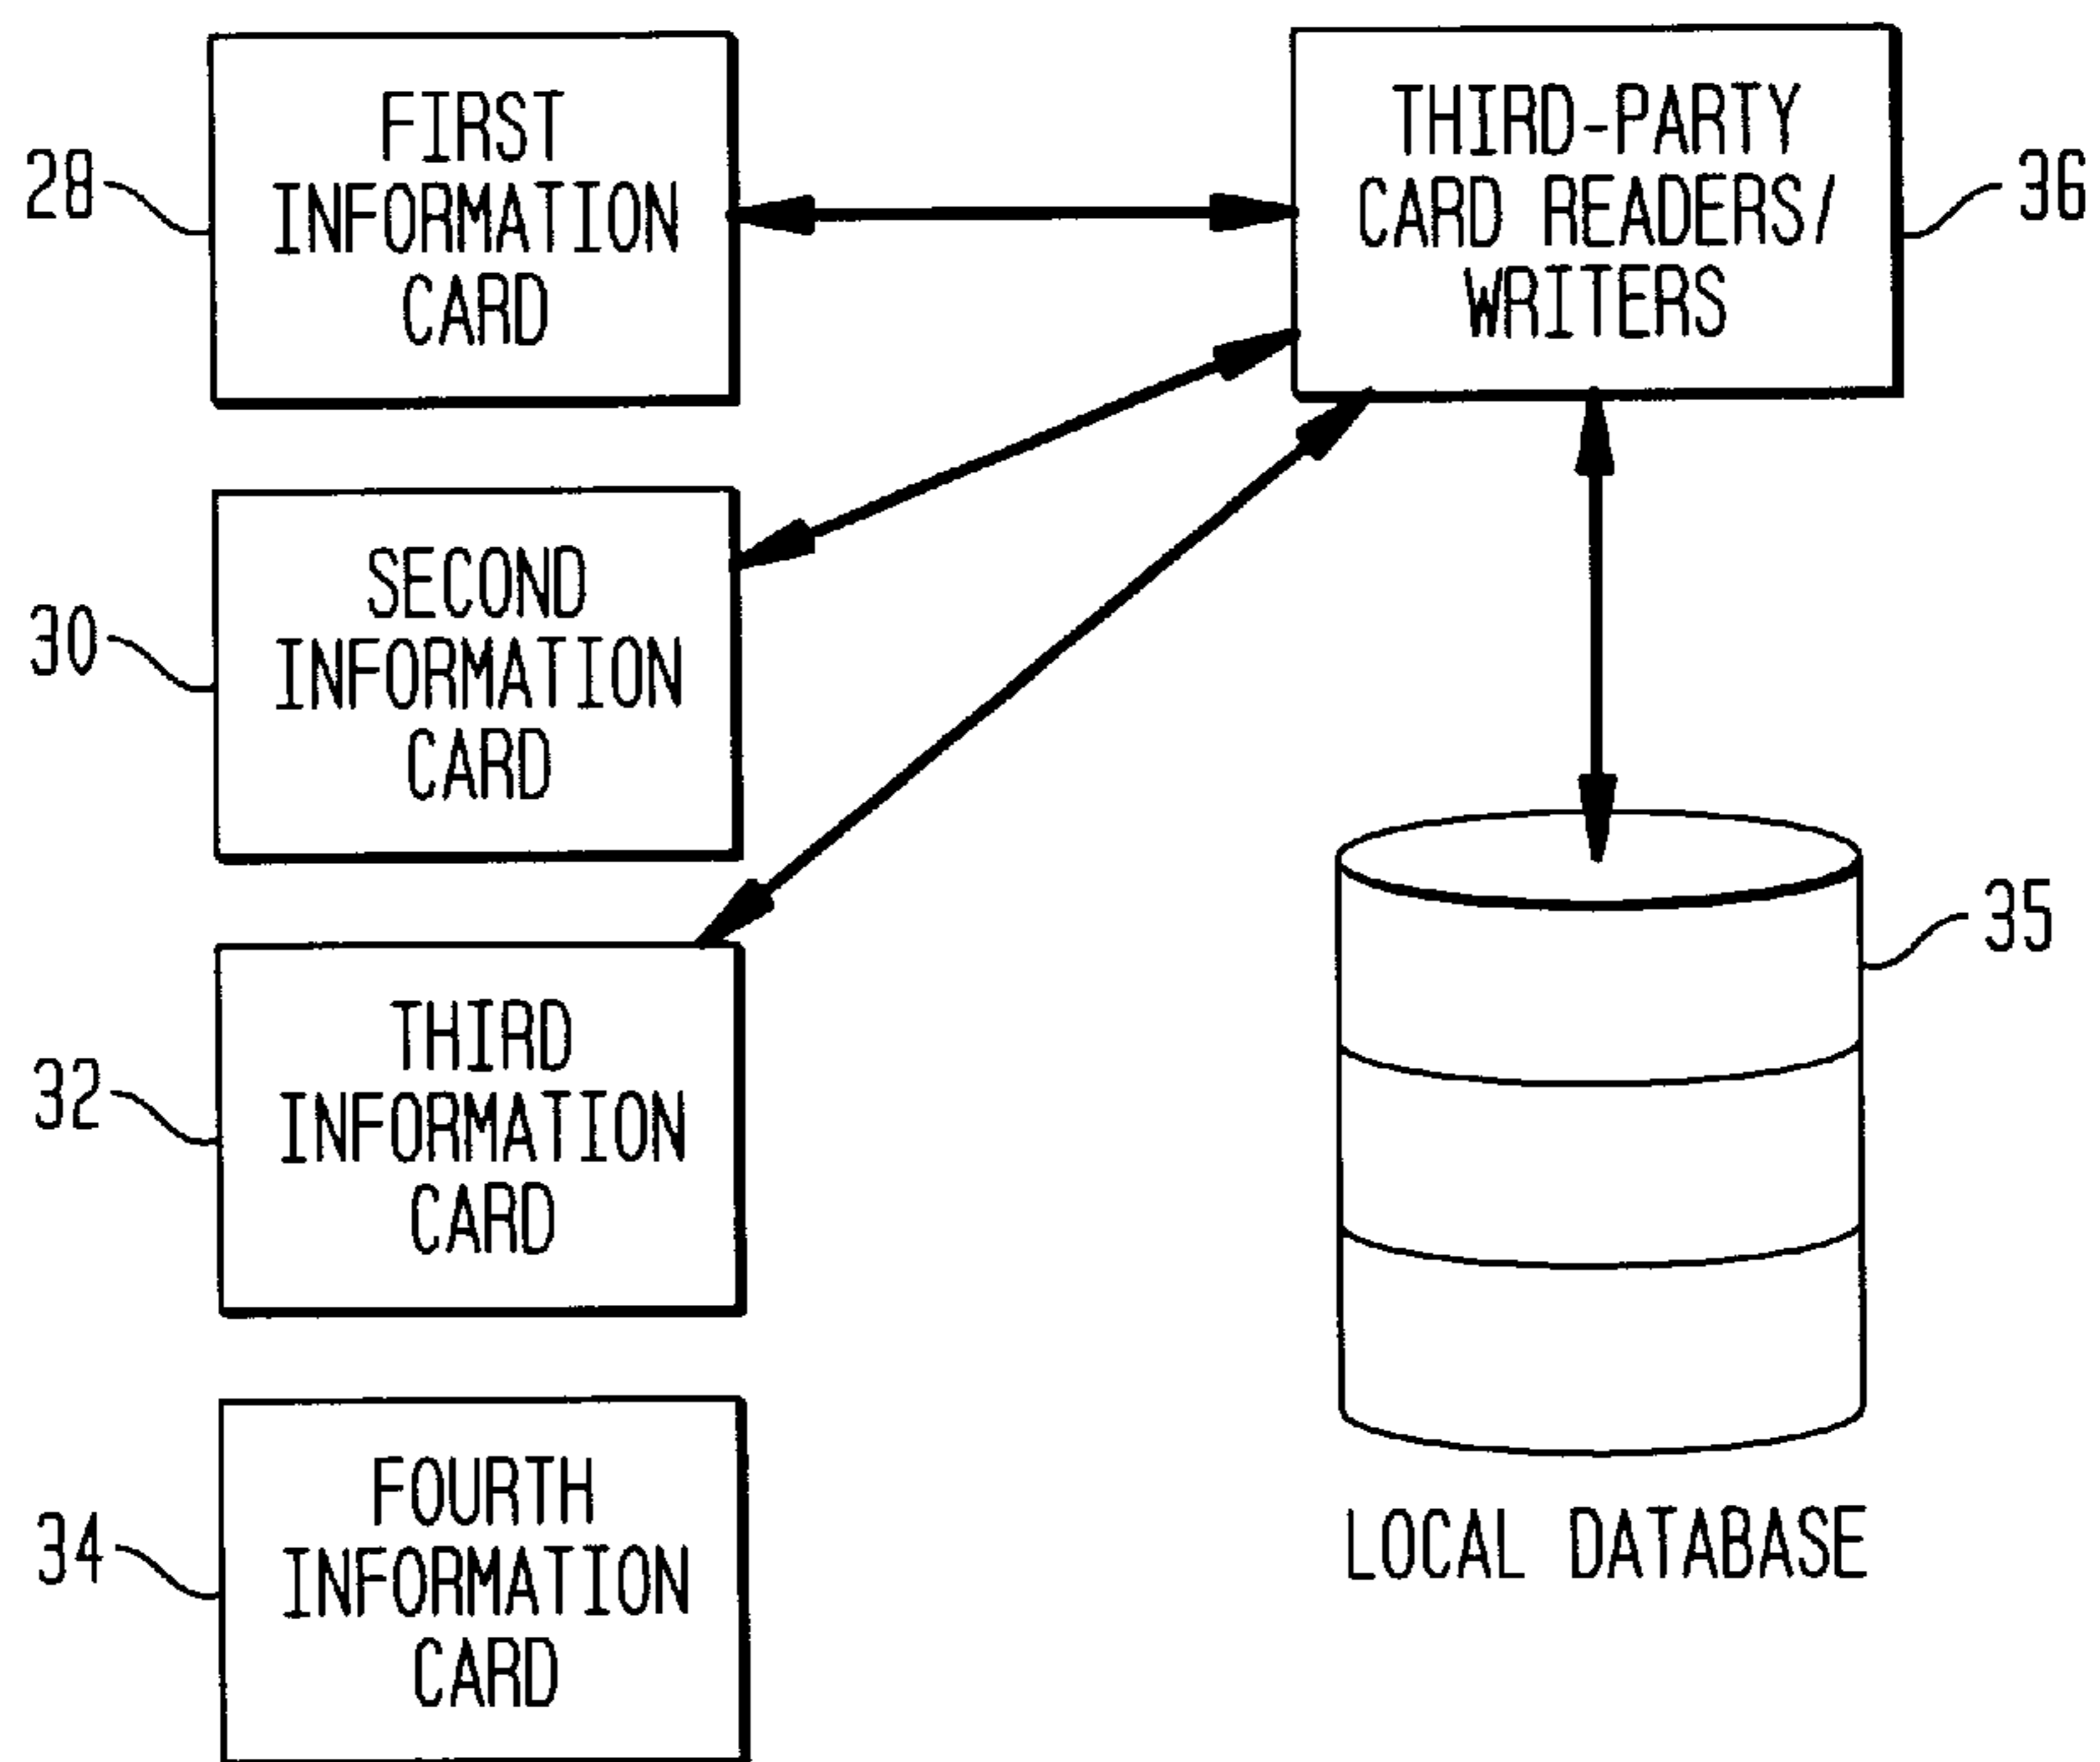 28
FIRST
INFORMATION
CARD
THIRD-PARTY
CARD READERS/
WRITERS
36
30
SECOND
INFORMATION
CARD
32
THIRD
INFORMATION
CARD
35
LOCAL DATABASE
34
FOURTH
INFORMATION
CARD